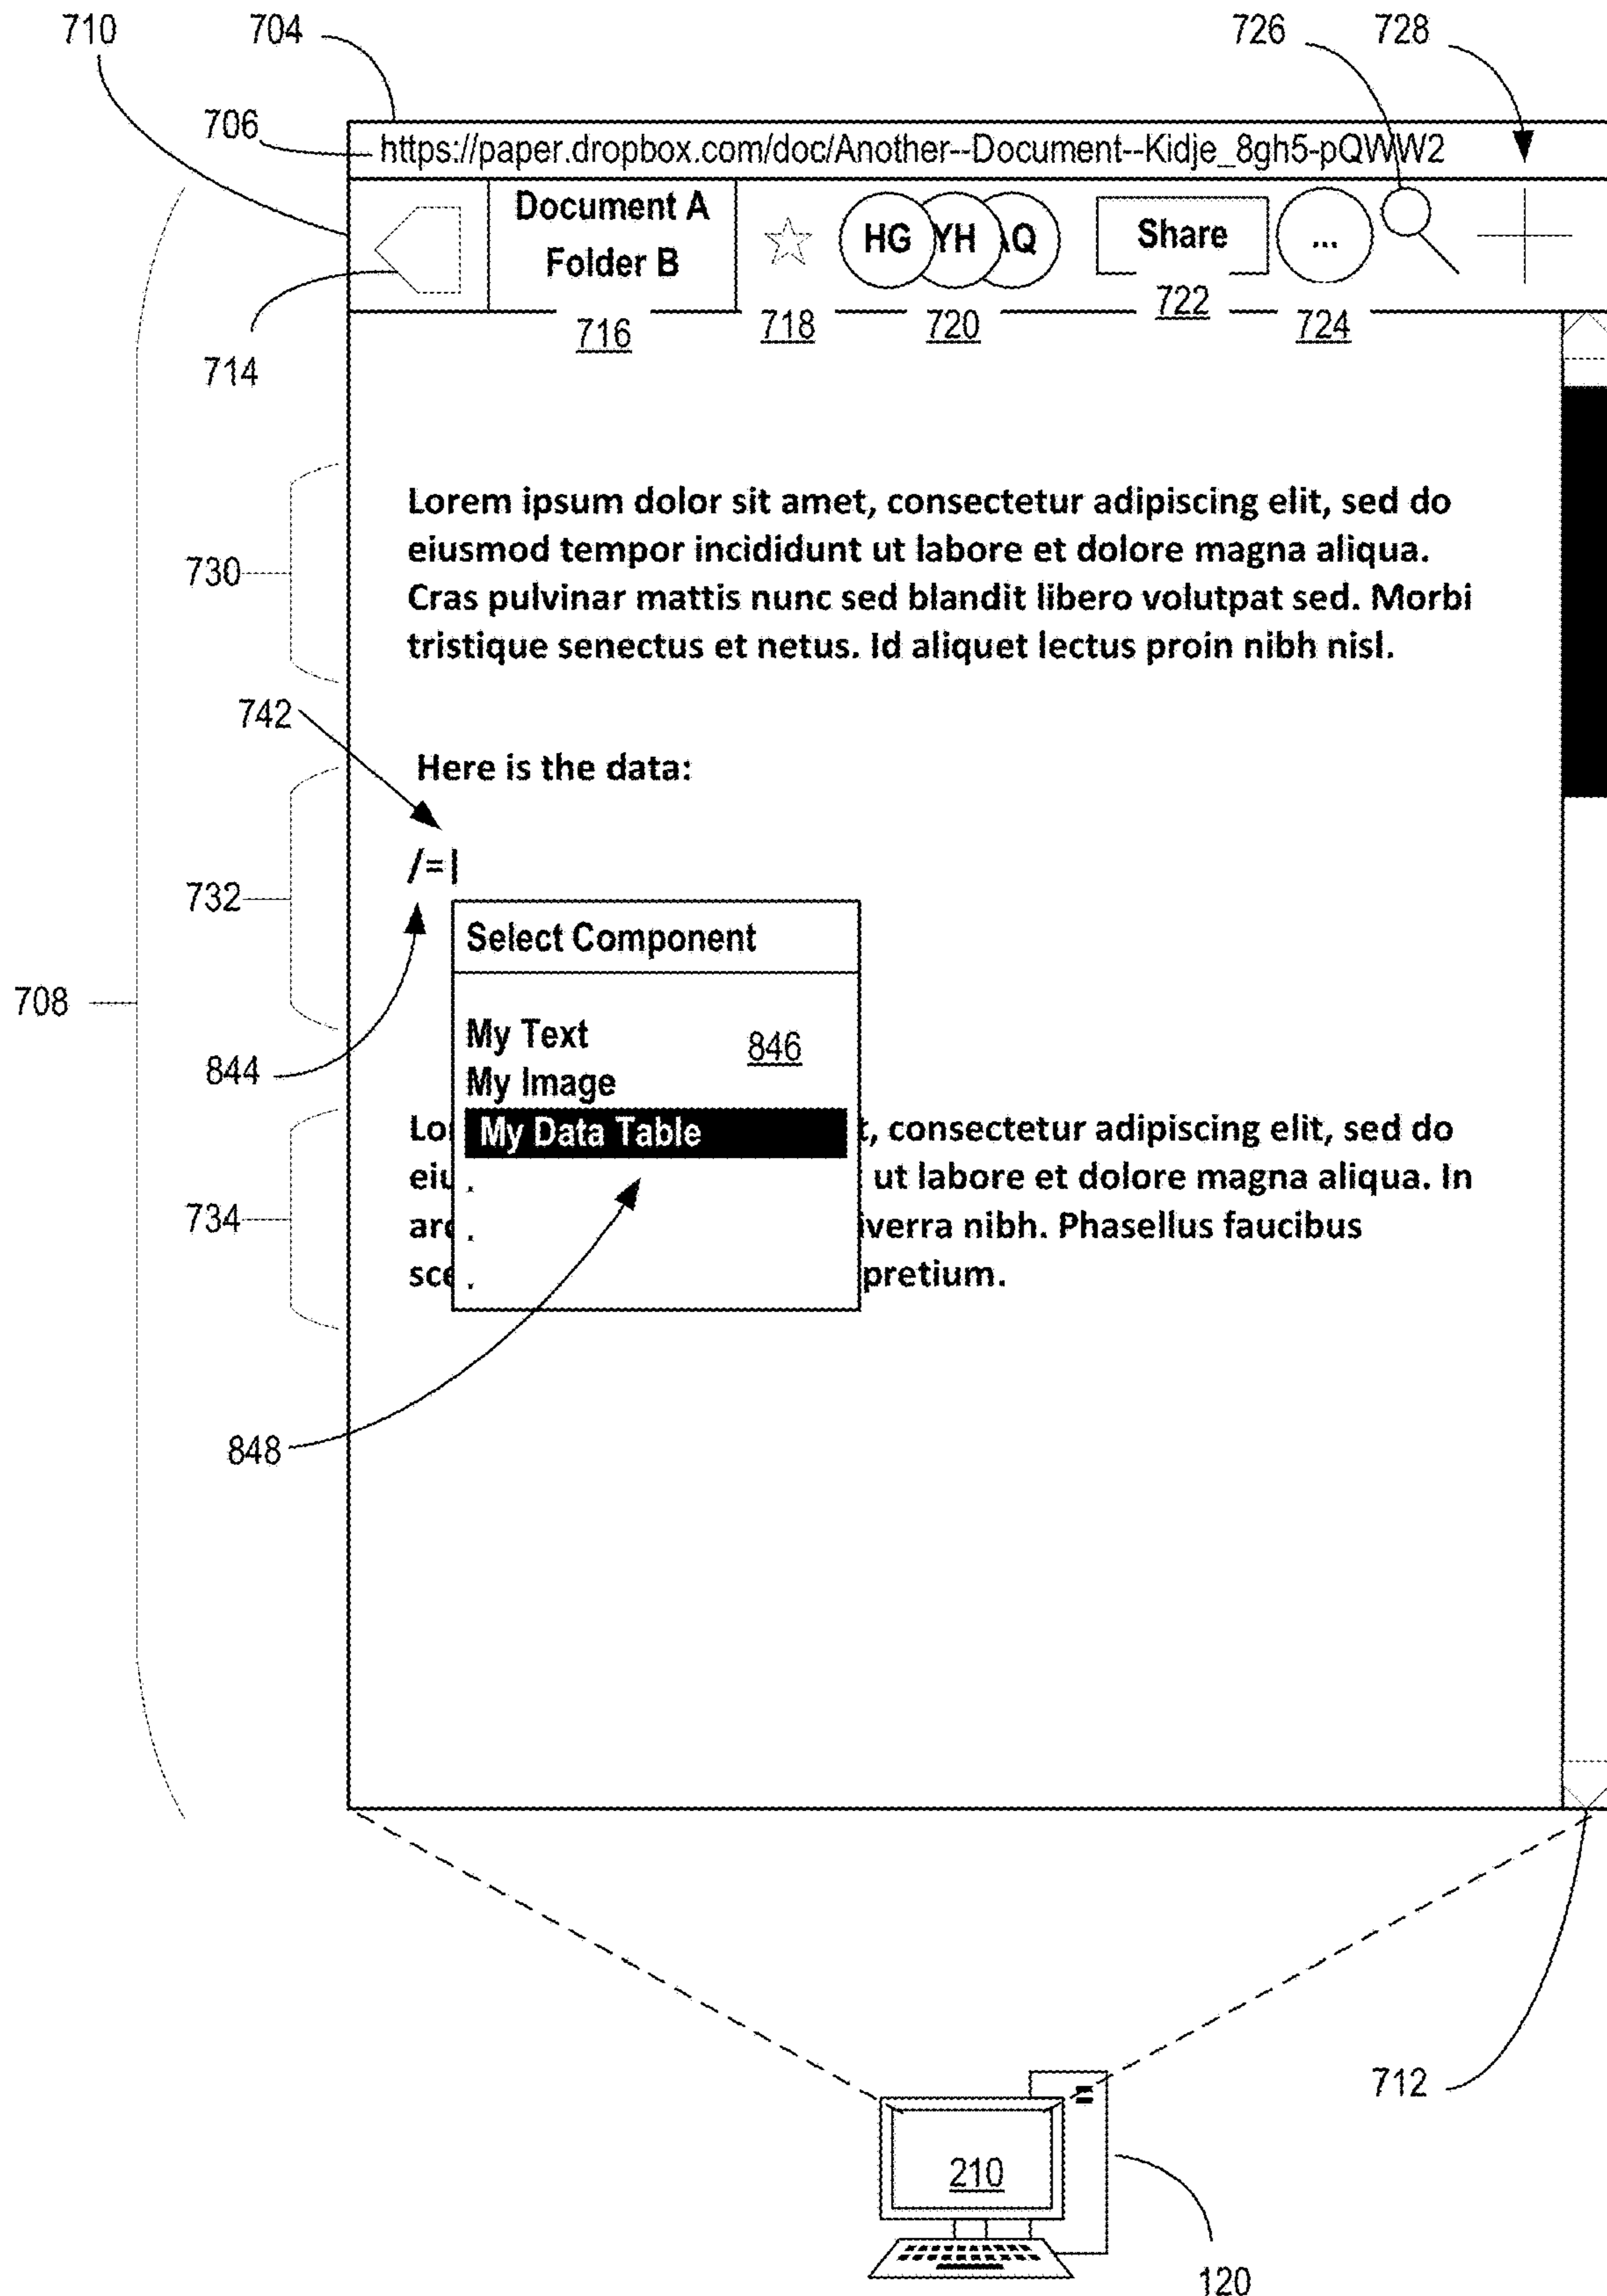 710
704
726
728
706
https://paper.dropbox.com/doc/Another--Document--Kidje_8gh5-pQWW2
Document A
Folder B
HG YH Q
Share
...
716
718
720
722
724
714
730
Lorem ipsum dolor sit amet, consectetur adipiscing elit, sed do
eiusmod tempor incididunt ut labore et dolore magna aliqua.
Cras pulvinar mattis nunc sed blandit libero volutpat sed. Morbi
tristique senectus et netus. Id aliquet lectus proin nibh nisl.
742
Here is the data:
/=|
732
Select Component
708
My Text
846
844
My Image
My Data Table
t, consectetur adipiscing elit, sed do
ut labore et dolore magna aliqua. In
734
verra nibh. Phasellus faucibus
pretium.
.
.
.
848
712
210
120